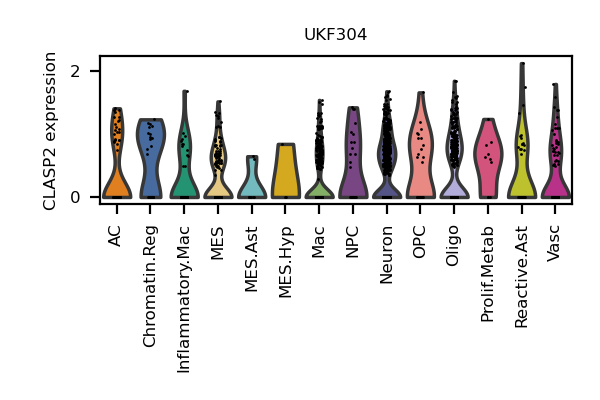 UKF304
CLASP2 expression
2
0
AC
Chromatin.Reg
Inflammatory.Mac
MES
MES.Ast
MES.Hyp
Mac
NPC
Neuron
OPC
Oligo
Prolif.Metab
Reactive.Ast
Vasc